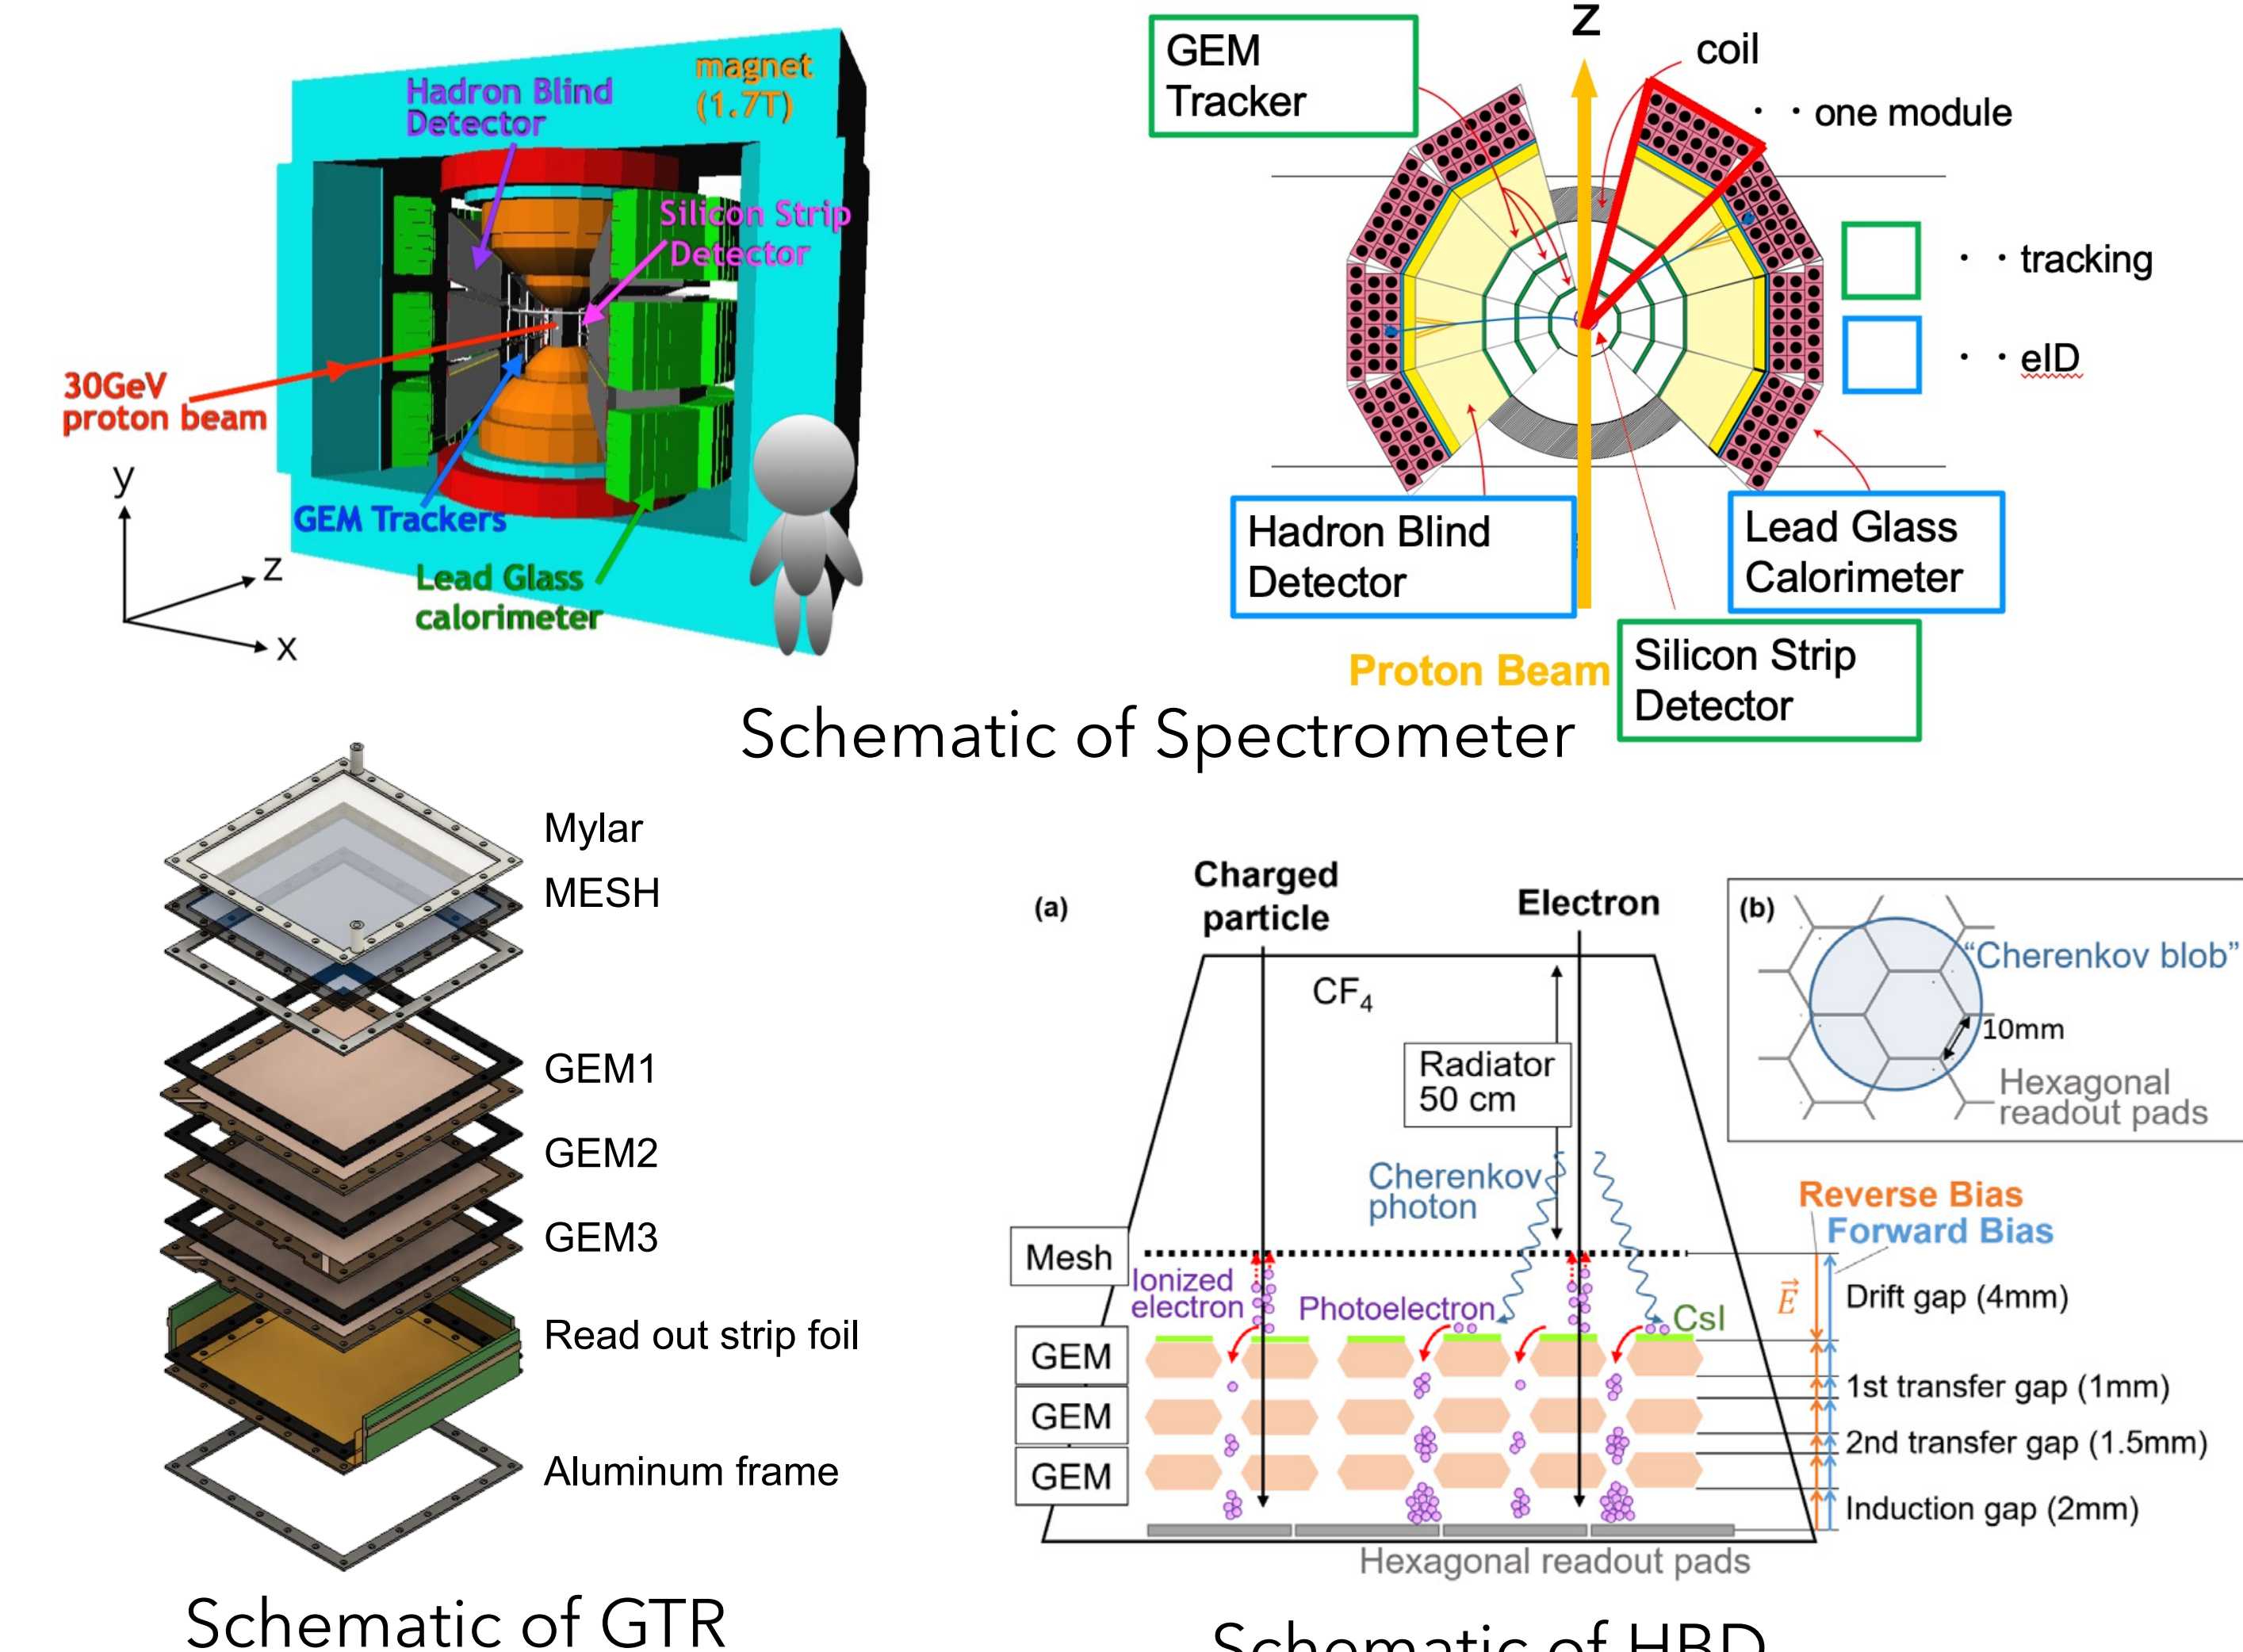 Hadron Blind
Detector
magnet
(1.7T)
Silicon Strip
Detector
30GeV
proton beam
GEM Trackers
Lead Glass
calorimeter
y
z
x
z
GEM
Tracker
coil
· · one module
· · tracking
· · eID
Hadron Blind
Detector
Lead Glass
Calorimeter
Proton Beam
Silicon Strip
Detector
Schematic of Spectrometer
Mylar
MESH
GEM1
GEM2
GEM3
Read out strip foil
Aluminum frame
Schematic of GTR
(a)
Charged
particle
Electron
CF₄
Radiator
50 cm
Cherenkov
photon
Mesh
Ionized
electron
Photoelectron
CsI
GEM
GEM
GEM
Hexagonal readout pads
(b)
“Cherenkov blob”
10mm
Hexagonal
readout pads
Reverse Bias
Forward Bias
E⃗
Drift gap (4mm)
1st transfer gap (1mm)
2nd transfer gap (1.5mm)
Induction gap (2mm)
Schematic of HBD